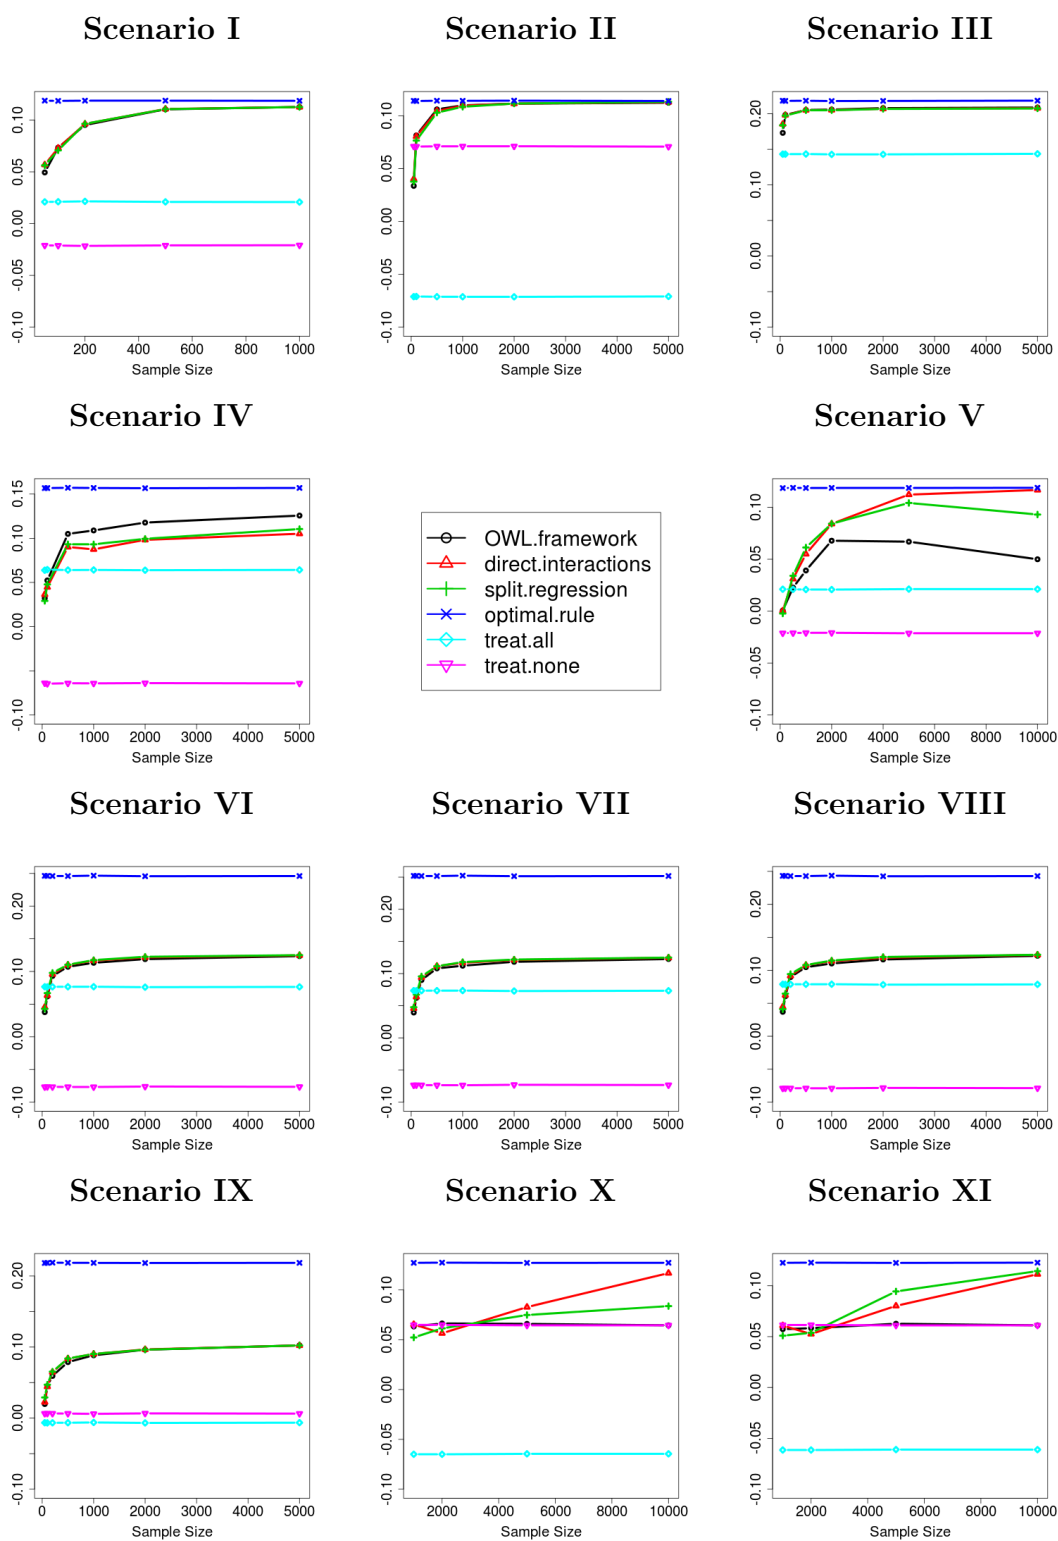 Scenario I Scenario II Scenario III
0.10 0.10 0.20
0.05 0.05 0.10
0.00 0.00 0.00
-0.05 -0.05 -0.10
-0.10 -0.10
200 400 600 800 1000 0 1000 2000 3000 4000 5000 0 1000 2000 3000 4000 5000
Sample Size Sample Size Sample Size
Scenario IV Scenario V
0.15 0.10
0.10 0.05
0.05 0.00
0.00 -0.05
-0.10 -0.10
OWL.framework
direct.interactions
split.regression
optimal.rule
treat.all
treat.none
0 1000 2000 3000 4000 5000 0 2000 4000 6000 8000 10000
Sample Size Sample Size
Scenario VI Scenario VII Scenario VIII
0.20 0.20 0.20
0.10 0.10 0.10
0.00 0.00 0.00
-0.10 -0.10 -0.10
0 1000 2000 3000 4000 5000 0 1000 2000 3000 4000 5000 0 1000 2000 3000 4000 5000
Sample Size Sample Size Sample Size
Scenario IX Scenario X Scenario XI
0.20 0.10 0.10
0.10 0.05 0.05
0.00 0.00 0.00
-0.10 -0.05 -0.05
-0.10 -0.10
0 1000 2000 3000 4000 5000 2000 4000 6000 8000 10000 2000 4000 6000 8000 10000
Sample Size Sample Size Sample Size